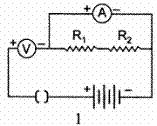 + A −
R₁ R₂
+ V −
( ) + −
1